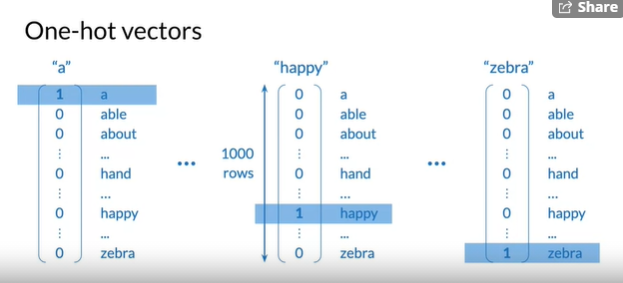 Share
One-hot vectors
"a" "happy" "zebra"
1 a 0 a 0 a
0 able 0 able 0 able
0 about 0 about 0 about
⋮ ... 1000 ⋮ ... ⋮ ...
0 hand ... rows 0 hand ... 0 hand
⋮ ... ⋮ ... ⋮ ...
0 happy 1 happy 0 happy
⋮ ... ⋮ ... ⋮ ...
0 zebra 0 zebra 1 zebra